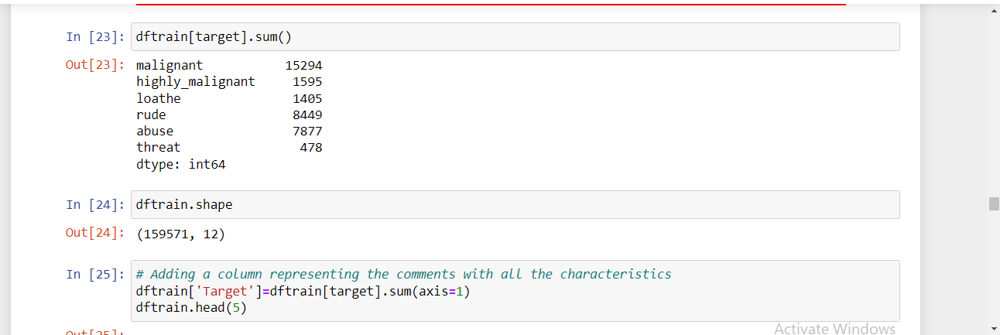 In [23]: dftrain[target].sum()
Out[23]: malignant 15294
highly_malignant 1595
loathe 1405
rude 8449
abuse 7877
threat 478
dtype: int64
In [24]: dftrain.shape
Out[24]: (159571, 12)
In [25]: # Adding a column representing the comments with all the characteristics
dftrain['Target']=dftrain[target].sum(axis=1)
dftrain.head(5)
Out[25]:
Activate Windows